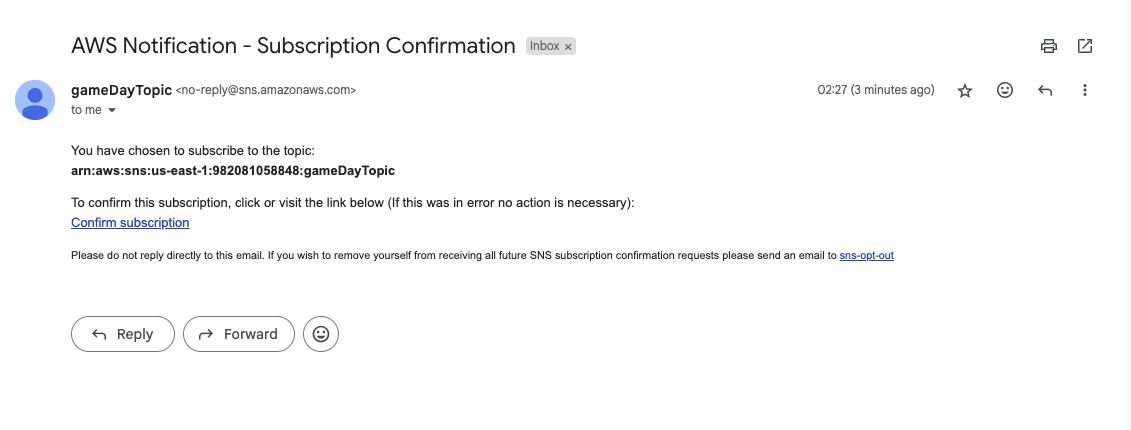 AWS Notification - Subscription Confirmation Inbox ×
gameDayTopic <no-reply@sns.amazonaws.com> 02:27 (3 minutes ago)
to me
You have chosen to subscribe to the topic:
arn:aws:sns:us-east-1:982081058848:gameDayTopic
To confirm this subscription, click or visit the link below (If this was in error no action is necessary):
Confirm subscription
Please do not reply directly to this email. If you wish to remove yourself from receiving all future SNS subscription confirmation requests please send an email to sns-opt-out
Reply Forward